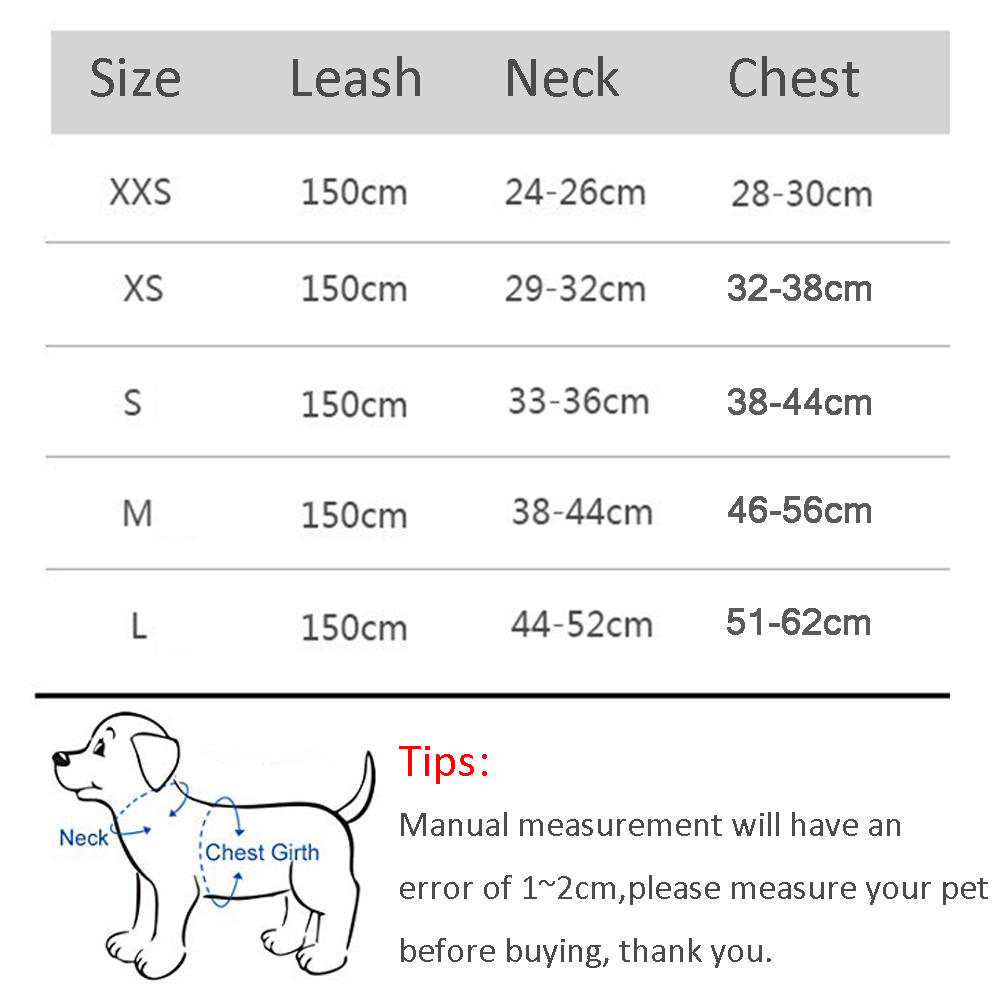 Size Leash Neck Chest
XXS 150cm 24-26cm 28-30cm
XS 150cm 29-32cm 32-38cm
S 150cm 33-36cm 38-44cm
M 150cm 38-44cm 46-56cm
L 150cm 44-52cm 51-62cm
Neck
Chest Girth
Tips:
Manual measurement will have an
error of 1~2cm,please measure your pet
before buying, thank you.